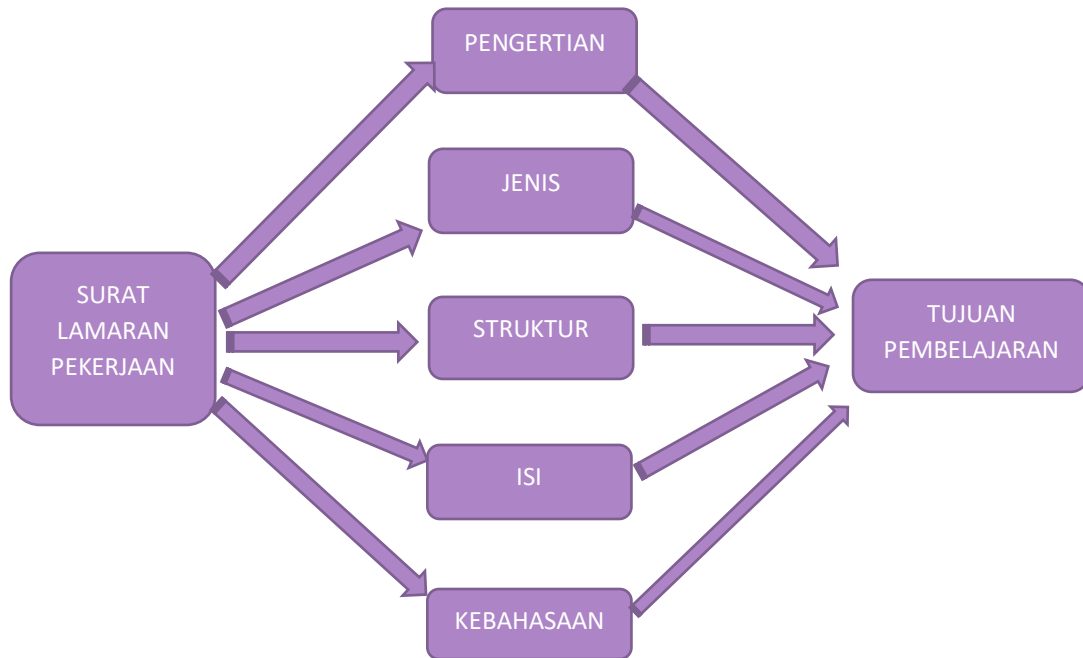 PENGERTIAN
JENIS
SURAT
LAMARAN
PEKERJAAN
STRUKTUR
TUJUAN
PEMBELAJARAN
ISI
KEBAHASAAN